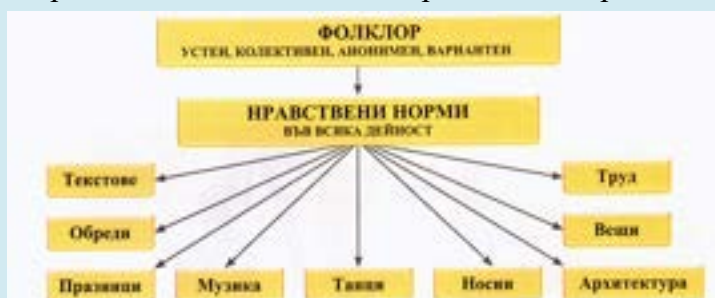 ФОЛКЛОР
УСТЕН, КОЛЕКТИВЕН, АНОНИМЕН, ВАРИАНТЕН
НРАВСТВЕНИ НОРМИ
ВЪВ ВСЯКА ДЕЙНОСТ
Текстове
Труд
Обреди
Вещи
Празници
Музика
Танци
Носии
Архитектура